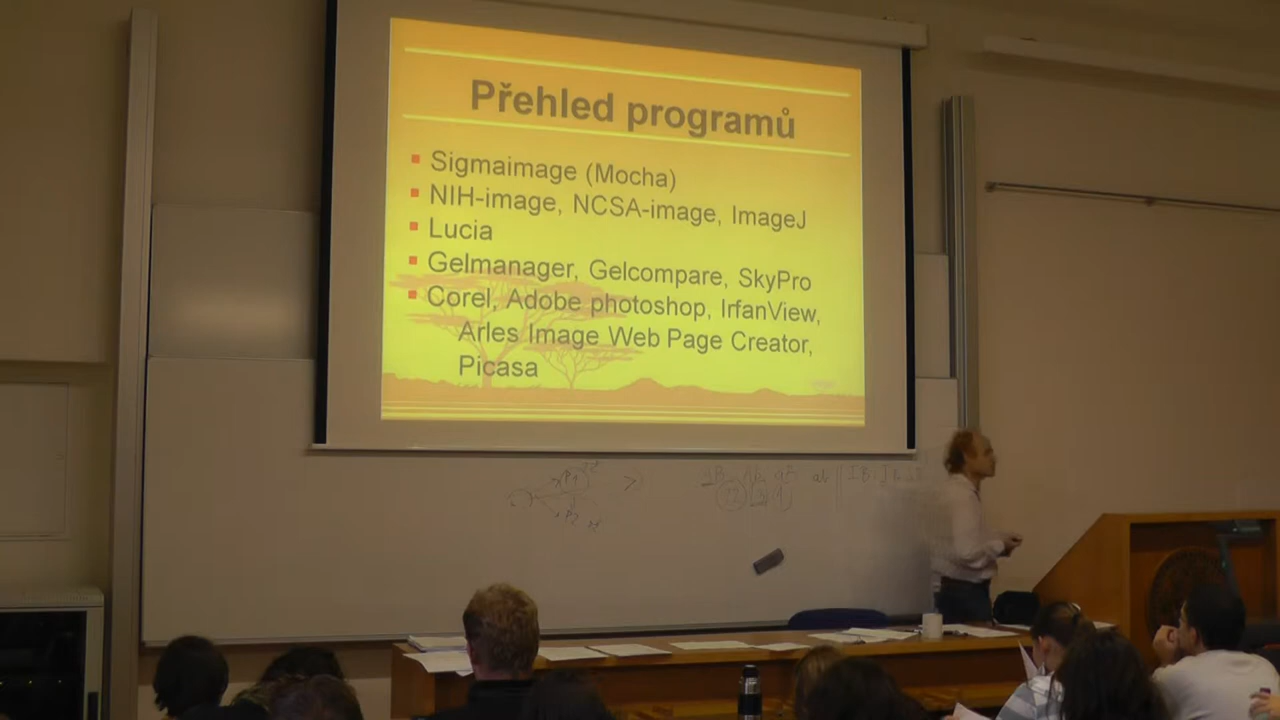 Přehled programů
Sigmaimage (Mocha)
NIH-image, NCSA-image, ImageJ
Lucia
Gelmanager, Gelcompare, SkyPro
Corel, Adobe photoshop, IrfanView,
Arles Image Web Page Creator,
Picasa